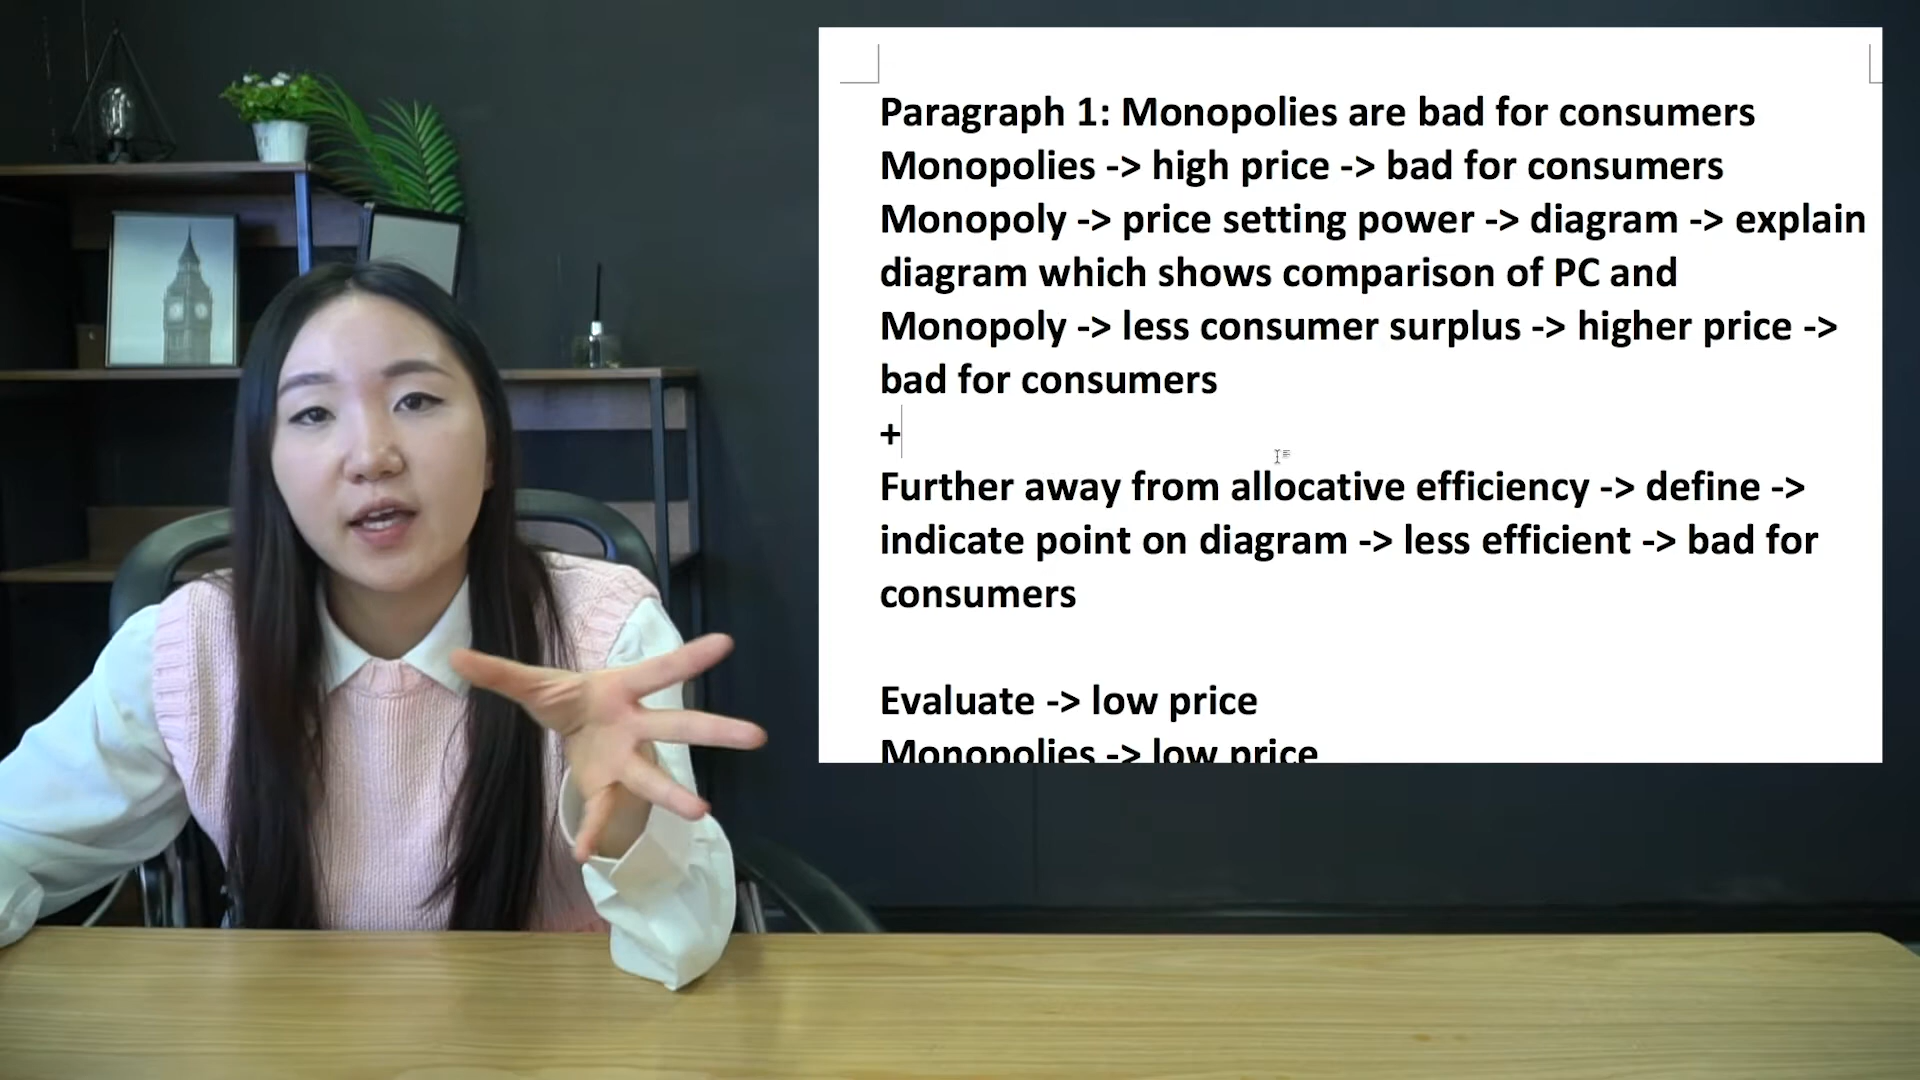 Paragraph 1: Monopolies are bad for consumers
Monopolies -> high price -> bad for consumers
Monopoly -> price setting power -> diagram -> explain
diagram which shows comparison of PC and
Monopoly -> less consumer surplus -> higher price ->
bad for consumers
+
Further away from allocative efficiency -> define ->
indicate point on diagram -> less efficient -> bad for
consumers
Evaluate -> low price
Monopolies -> low price